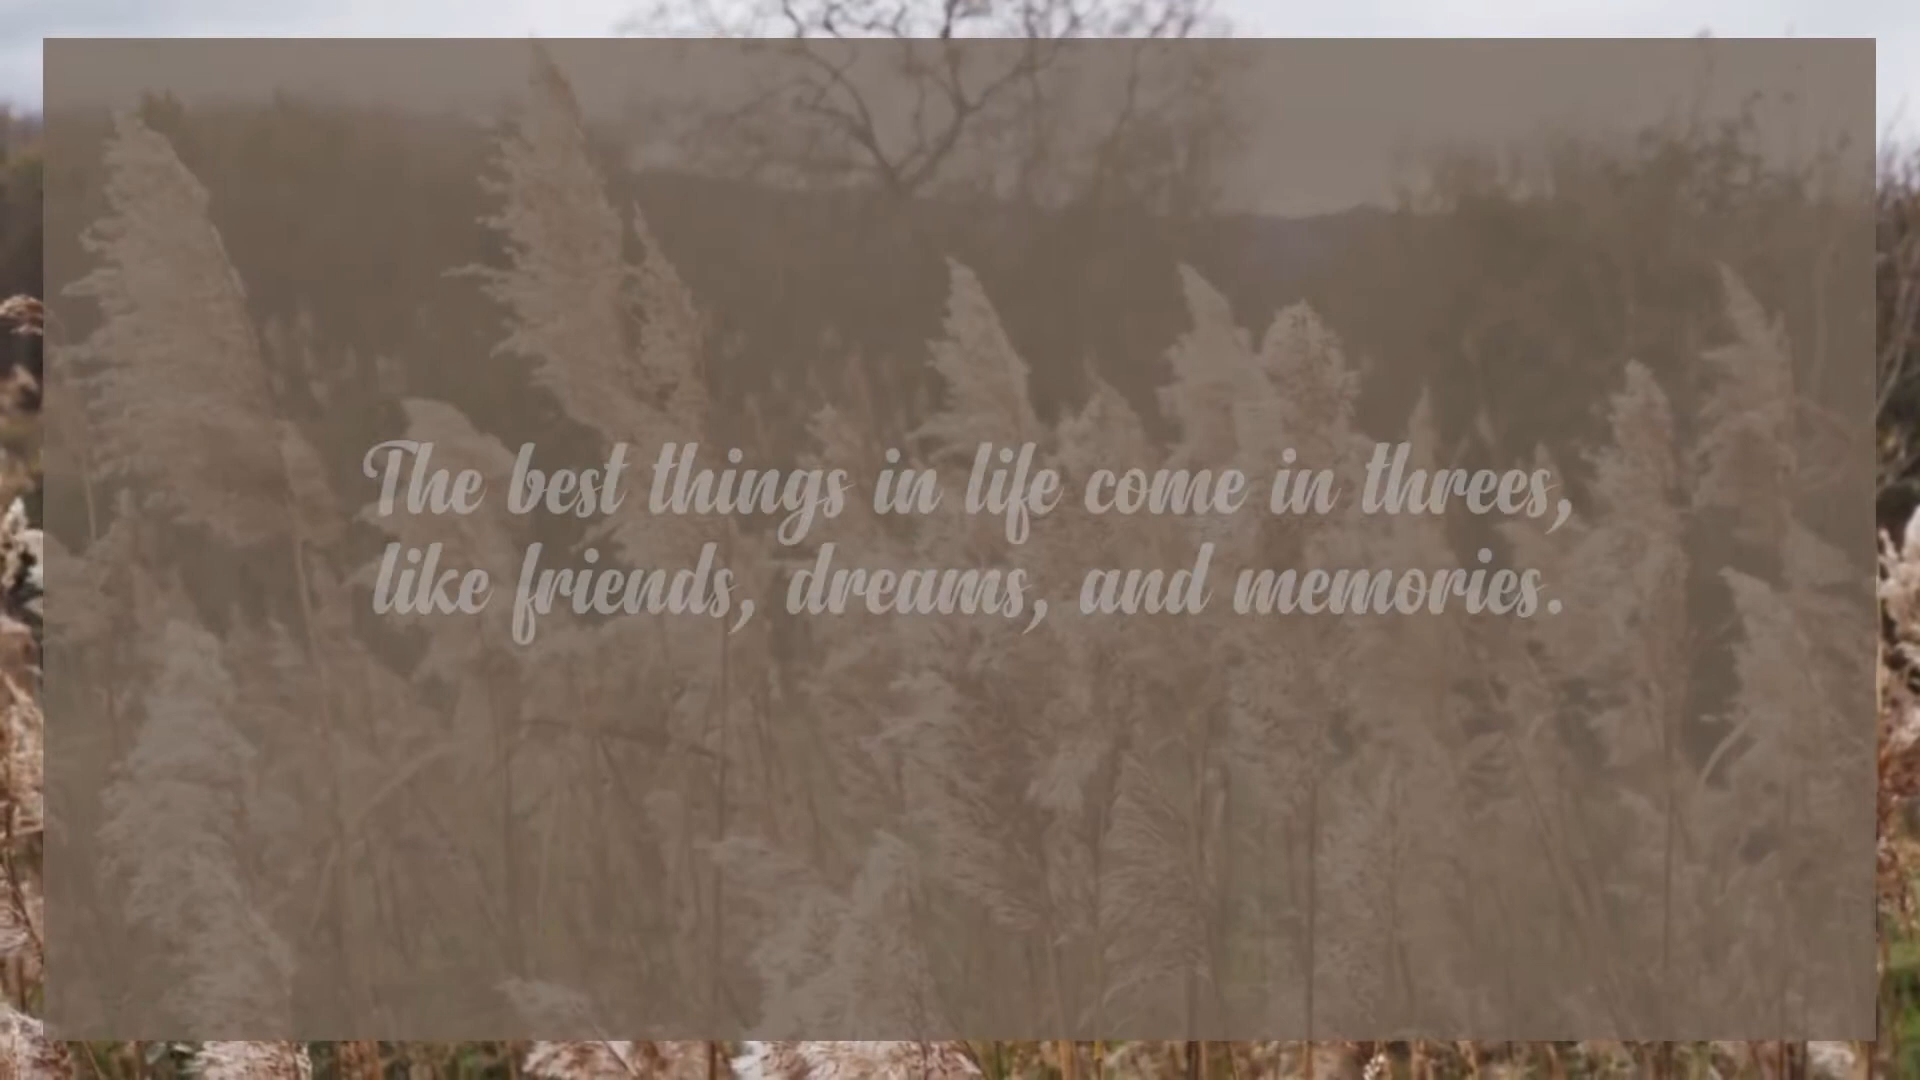 The best things in life come in threes,
like friends, dreams, and memories.